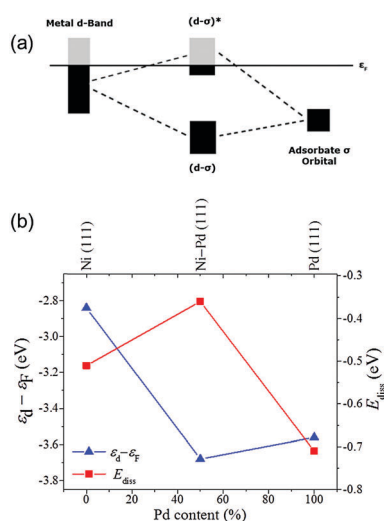 (a)
Metal d-Band
(d-σ)*
εF
Adsorbate σ
Orbital
(d-σ)
(b)
Ni (111)
Ni–Pd (111)
Pd (111)
-2.8
-3.0
-3.2
-3.4
-3.6
-3.8
εd − εF (eV)
-0.3
-0.4
-0.5
-0.6
-0.7
-0.8
Ediss (eV)
εd−εF
Ediss
0 20 40 60 80 100
Pd content (%)